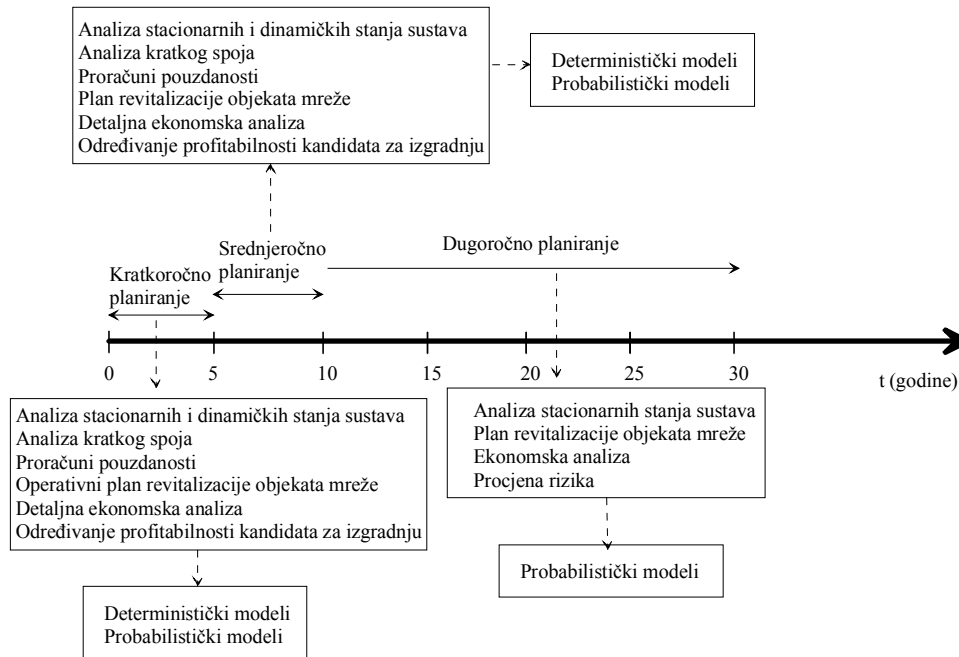 Analiza stacionarnih i dinamičkih stanja sustava
Analiza kratkog spoja
Proračuni pouzdanosti
Plan revitalizacije objekata mreže
Detaljna ekonomska analiza
Određivanje profitabilnosti kandidata za izgradnju
Deterministički modeli
Probabilistički modeli
Kratkoročno
planiranje
Srednjeročno
planiranje
Dugoročno planiranje
0 5 10 15 20 25 30
t (godine)
Analiza stacionarnih i dinamičkih stanja sustava
Analiza kratkog spoja
Proračuni pouzdanosti
Operativni plan revitalizacije objekata mreže
Detaljna ekonomska analiza
Određivanje profitabilnosti kandidata za izgradnju
Deterministički modeli
Probabilistički modeli
Analiza stacionarnih stanja sustava
Plan revitalizacije objekata mreže
Ekonomska analiza
Procjena rizika
Probabilistički modeli